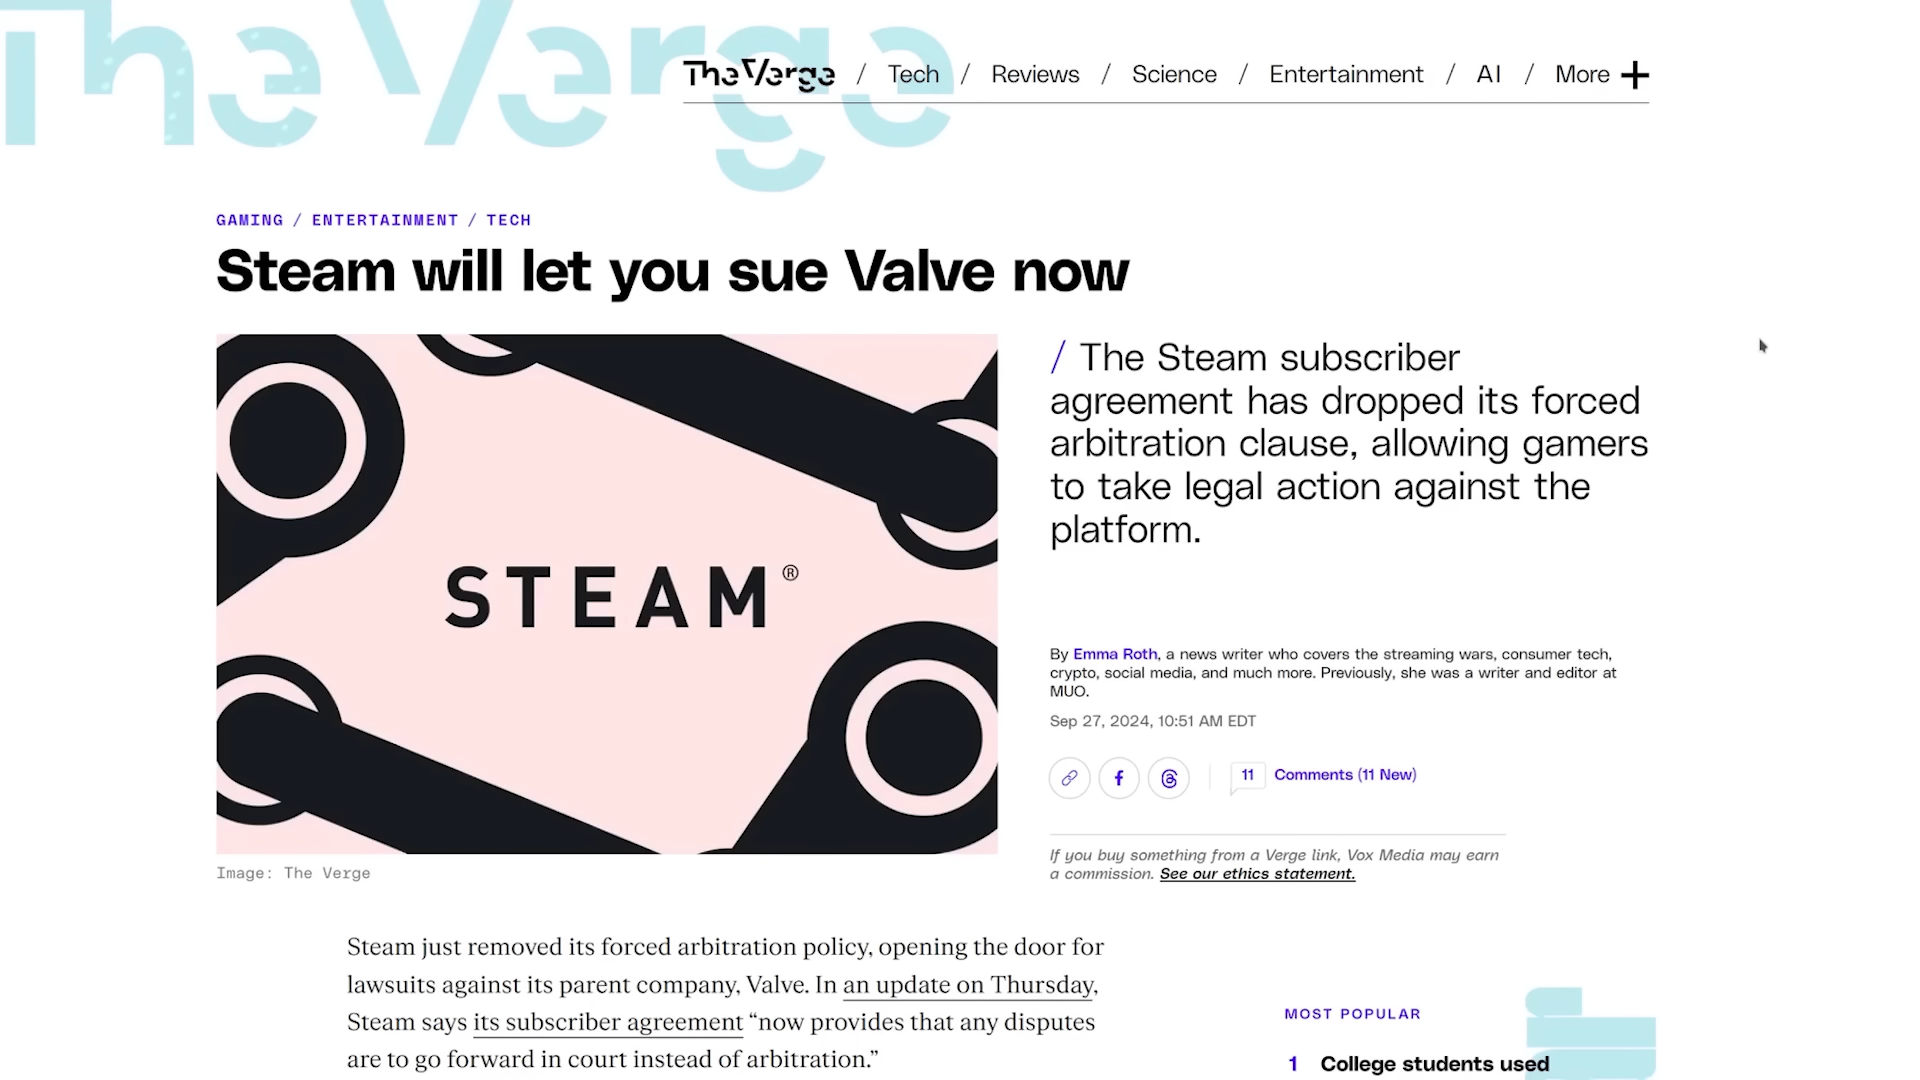 The Verge
The Verge / Tech / Reviews / Science / Entertainment / AI / More +
GAMING / ENTERTAINMENT / TECH
Steam will let you sue Valve now
STEAM®
/ The Steam subscriber
agreement has dropped its forced
arbitration clause, allowing gamers
to take legal action against the
platform.
By Emma Roth, a news writer who covers the streaming wars, consumer tech,
crypto, social media, and much more. Previously, she was a writer and editor at
MUO.
Sep 27, 2024, 10:51 AM EDT
11 Comments (11 New)
If you buy something from a Verge link, Vox Media may earn
a commission. See our ethics statement.
Image: The Verge
Steam just removed its forced arbitration policy, opening the door for
lawsuits against its parent company, Valve. In an update on Thursday,
Steam says its subscriber agreement “now provides that any disputes
are to go forward in court instead of arbitration.”
MOST POPULAR
1 College students used